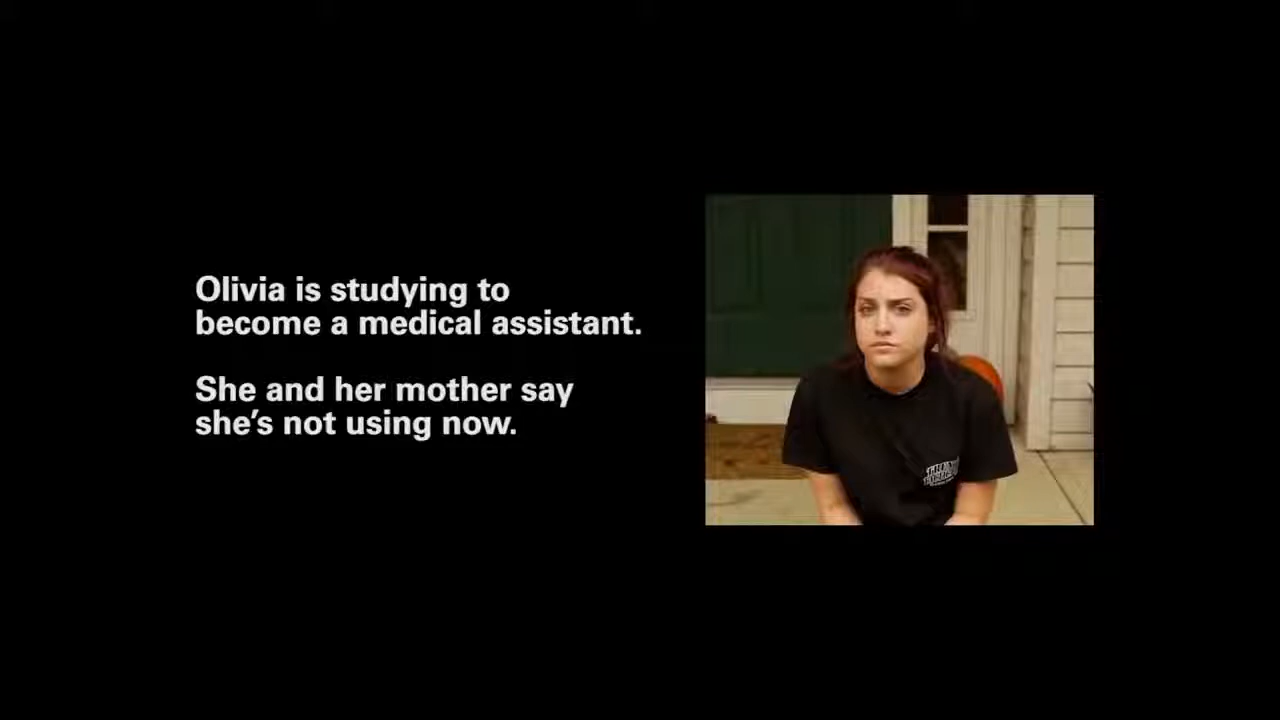 Olivia is studying to
become a medical assistant.
She and her mother say
she's not using now.